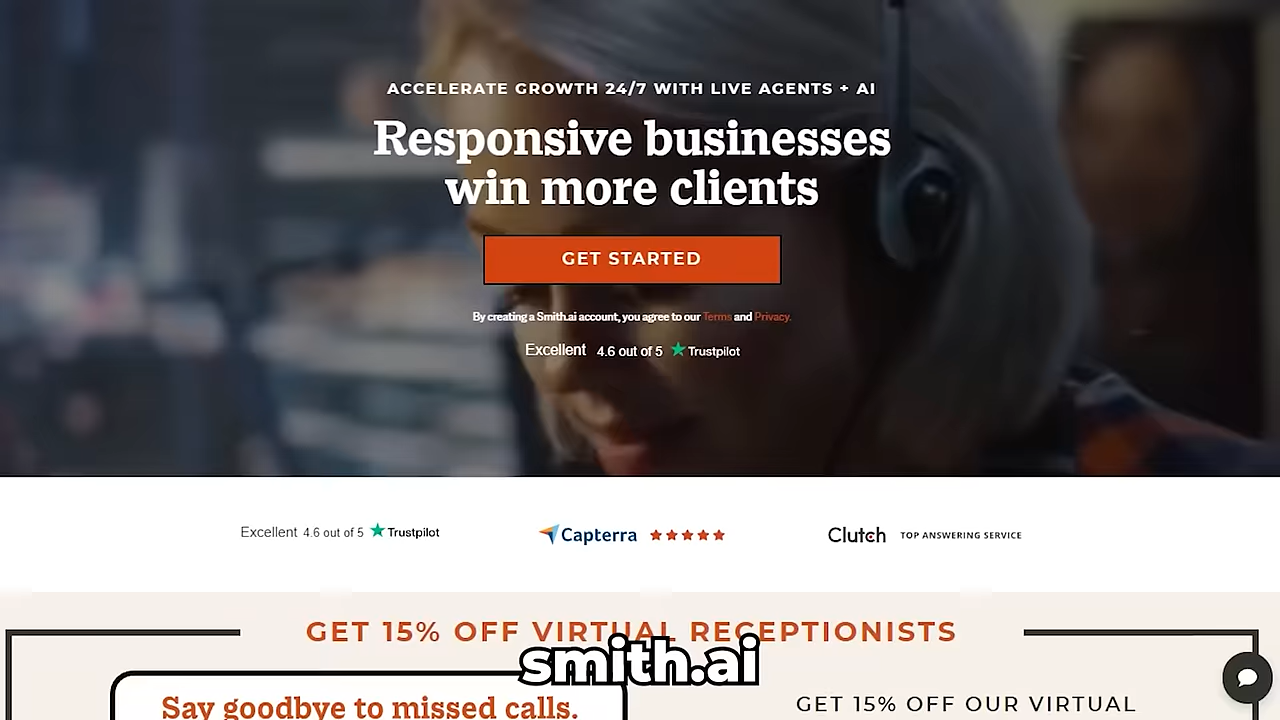 ACCELERATE GROWTH 24/7 WITH LIVE AGENTS + AI
Responsive businesses
win more clients
GET STARTED
By creating a Smith.ai account, you agree to our Terms and Privacy.
Excellent 4.6 out of 5 Trustpilot
Excellent 4.6 out of 5 Trustpilot
Capterra
Clutch TOP ANSWERING SERVICE
GET 15% OFF VIRTUAL RECEPTIONISTS
smith.ai
Say goodbye to missed calls.
GET 15% OFF OUR VIRTUAL